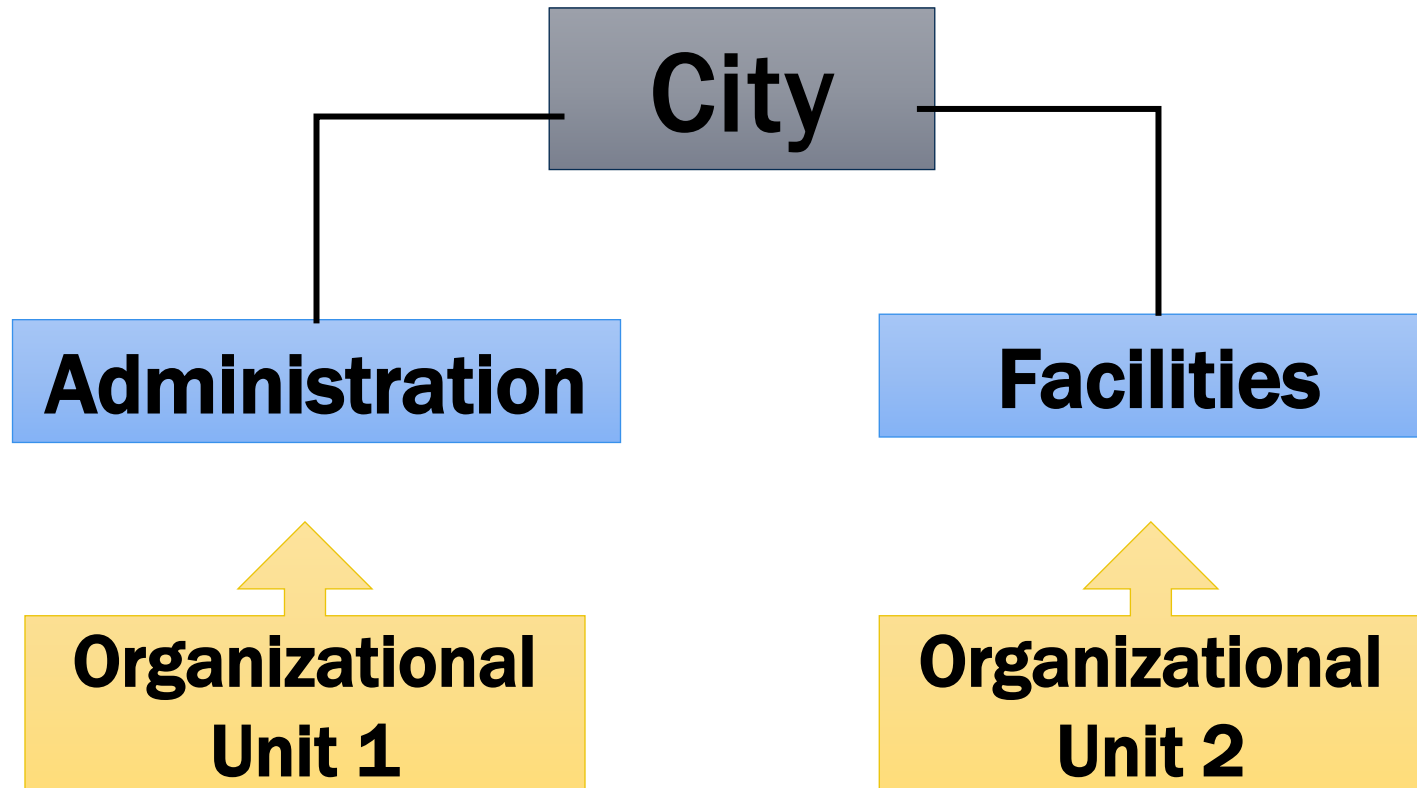 City
Administration
Facilities
Organizational
Unit 1
Organizational
Unit 2